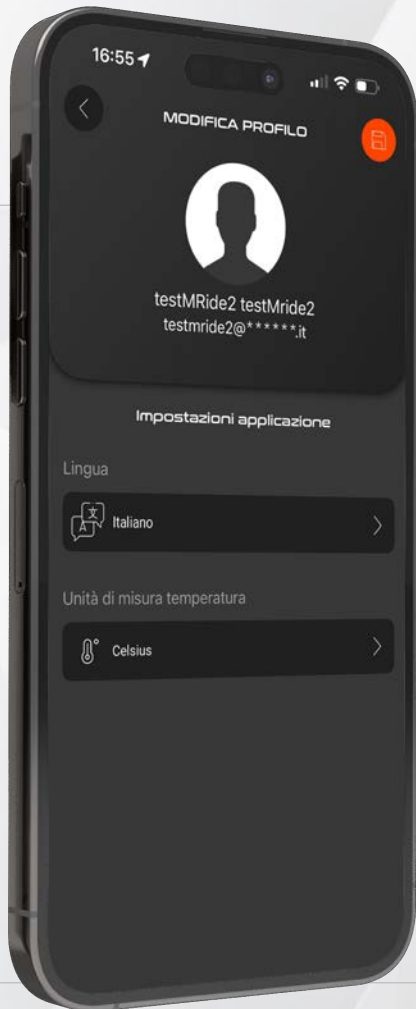 16:55
MODIFICA PROFILO
testMRide2 testMride2
testmride2@******.it
Impostazioni applicazione
Lingua
Italiano
Unità di misura temperatura
Celsius